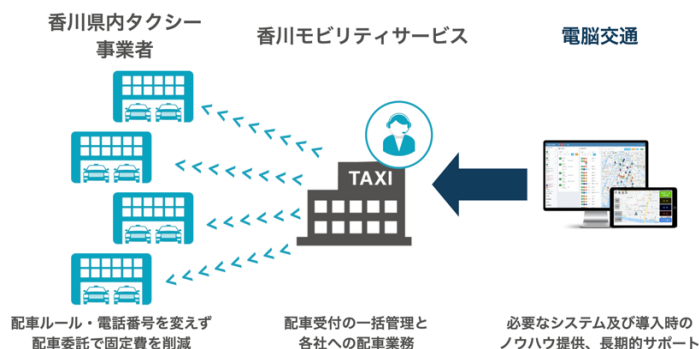 香川県内タクシー
事業者
香川モビリティサービス
電脳交通
TAXI
配車ルール・電話番号を変えず
配車委託で固定費を削減
配車受付の一括管理と
各社への配車業務
必要なシステム及び導入時の
ノウハウ提供、長期的サポート